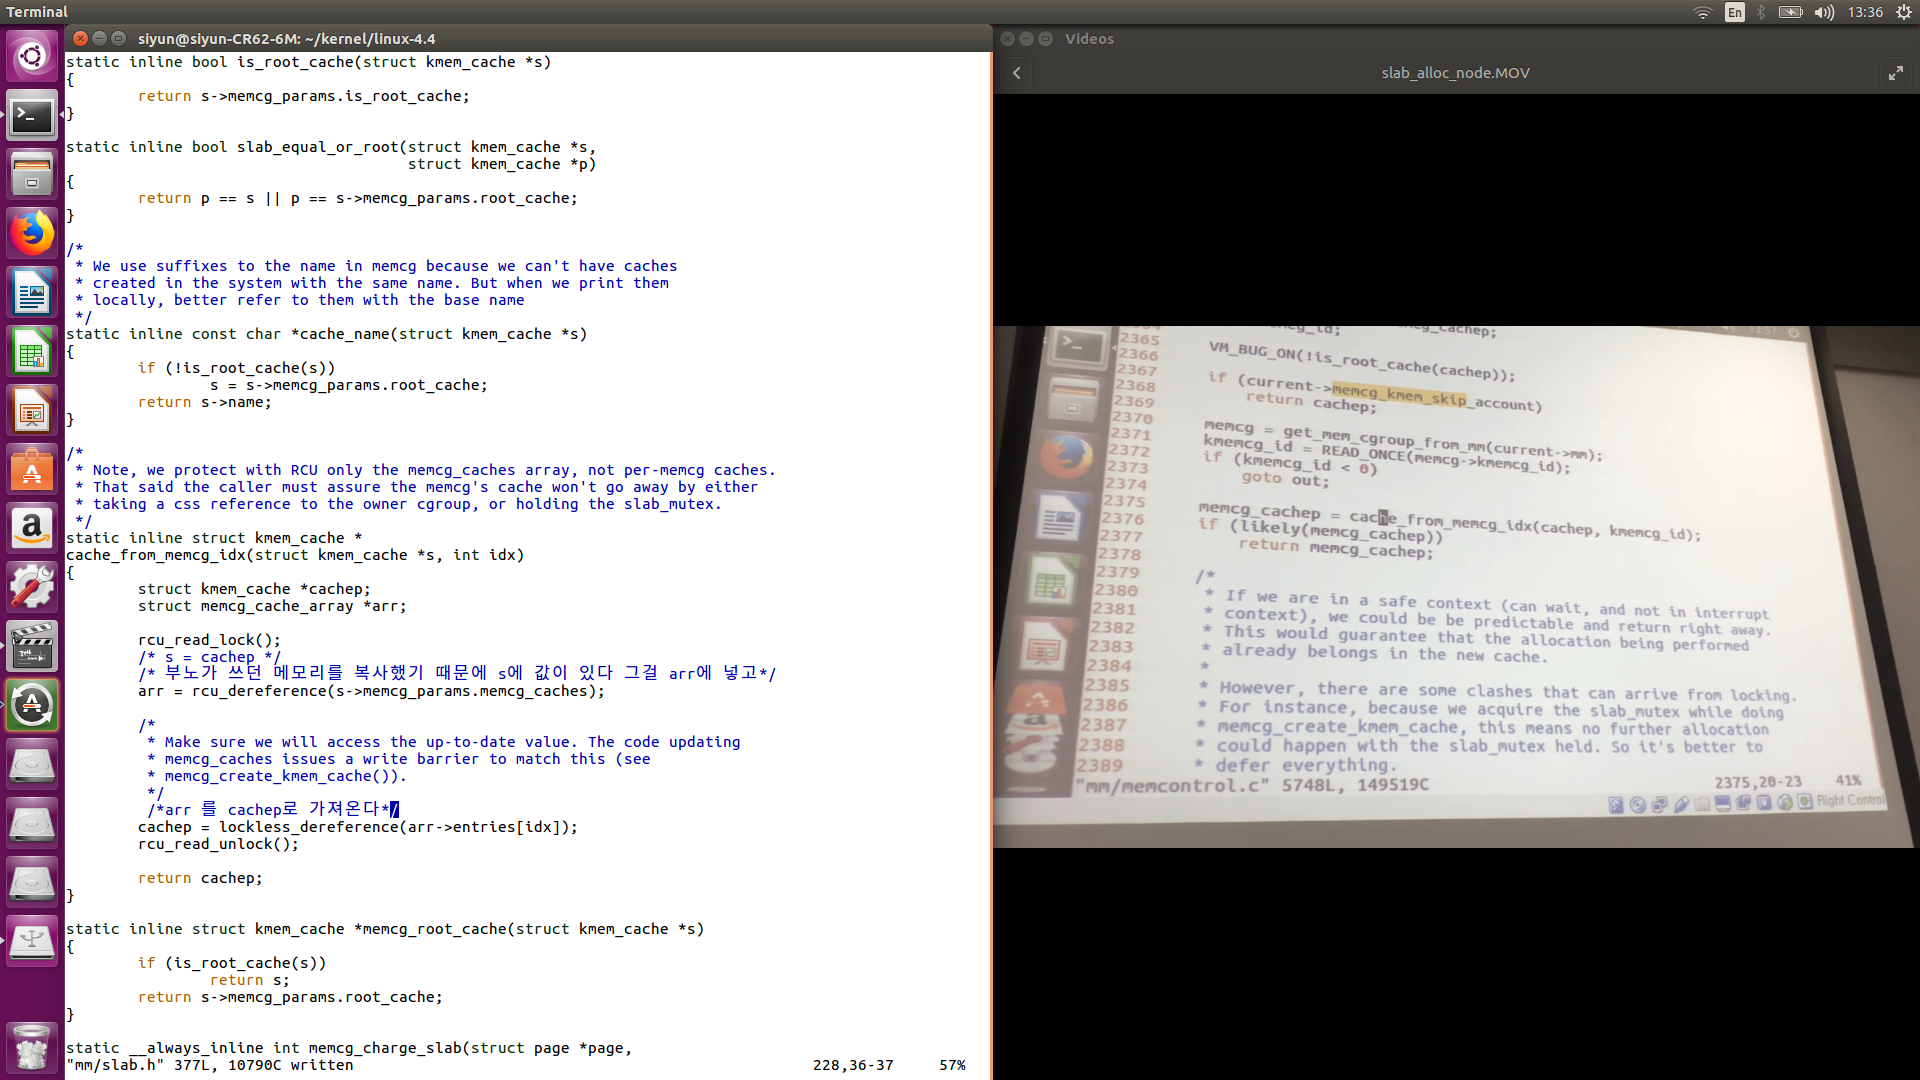 Terminal
En
13:36
siyun@siyun-CR62-6M: ~/kernel/linux-4.4
static inline bool is_root_cache(struct kmem_cache *s)
{
return s->memcg_params.is_root_cache;
}
static inline bool slab_equal_or_root(struct kmem_cache *s,
struct kmem_cache *p)
{
return p == s || p == s->memcg_params.root_cache;
}
/*
* We use suffixes to the name in memcg because we can't have caches
* created in the system with the same name. But when we print them
* locally, better refer to them with the base name
*/
static inline const char *cache_name(struct kmem_cache *s)
{
if (!is_root_cache(s))
s = s->memcg_params.root_cache;
return s->name;
}
/*
* Note, we protect with RCU only the memcg_caches array, not per-memcg caches.
* That said the caller must assure the memcg's cache won't go away by either
* taking a css reference to the owner cgroup, or holding the slab_mutex.
*/
static inline struct kmem_cache *
cache_from_memcg_idx(struct kmem_cache *s, int idx)
{
struct kmem_cache *cachep;
struct memcg_cache_array *arr;
rcu_read_lock();
/* s = cachep */
/* 부노가 쓰던 메모리를 복사했기 때문에 s에 값이 있다 그걸 arr에 넣고*/
arr = rcu_dereference(s->memcg_params.memcg_caches);
/*
* Make sure we will access the up-to-date value. The code updating
* memcg_caches issues a write barrier to match this (see
* memcg_create_kmem_cache()).
*/
/*arr 를 cachep로 가져온다*/
cachep = lockless_dereference(arr->entries[idx]);
rcu_read_unlock();
return cachep;
}
static inline struct kmem_cache *memcg_root_cache(struct kmem_cache *s)
{
if (is_root_cache(s))
return s;
return s->memcg_params.root_cache;
}
static __always_inline int memcg_charge_slab(struct page *page,
"mm/slab.h" 377L, 10790C written 228,36-37 57%
Videos
slab_alloc_node.MOV
2365
2366 VM_BUG_ON(!is_root_cache(cachep));
2367
2368 if (current->memcg_kmem_skip_account)
2369 return cachep;
2370
2371 memcg = get_mem_cgroup_from_mm(current->mm);
2372 kmemcg_id = READ_ONCE(memcg->kmemcg_id);
2373 if (kmemcg_id < 0)
2374 goto out;
2375
2376 memcg_cachep = cache_from_memcg_idx(cachep, kmemcg_id);
2377 if (likely(memcg_cachep))
2378 return memcg_cachep;
2379
2380 /*
2381 * If we are in a safe context (can wait, and not in interrupt
2382 * context), we could be be predictable and return right away.
2383 * This would guarantee that the allocation being performed
2384 * already belongs in the new cache.
2385 *
2386 * However, there are some clashes that can arrive from locking.
2387 * For instance, because we acquire the slab_mutex while doing
2388 * memcg_create_kmem_cache, this means no further allocation
2389 * could happen with the slab_mutex held. So it's better to
* defer everything.
"mm/memcontrol.c" 5748L, 149519C 2375,20-23 41%
Right Control